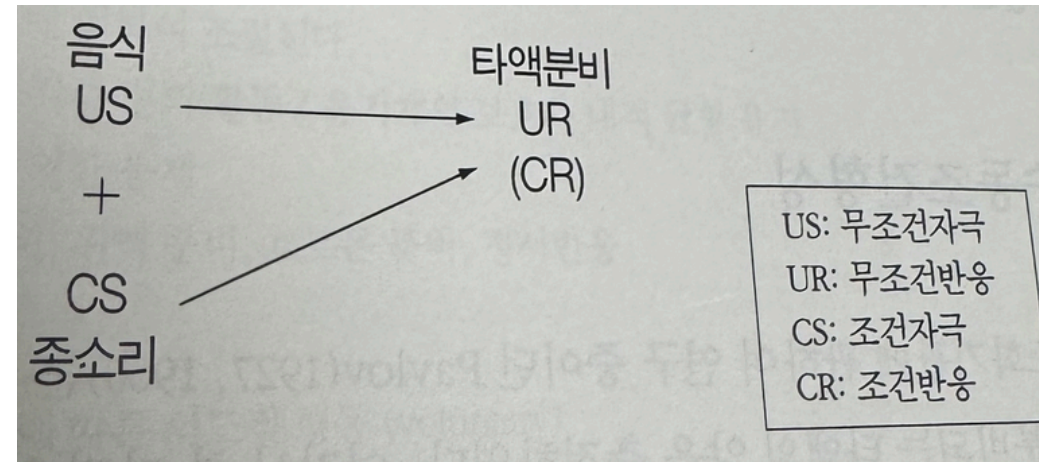 음식
US
+
CS
종소리
타액분비
UR
(CR)
US: 무조건자극
UR: 무조건반응
CS: 조건자극
CR: 조건반응